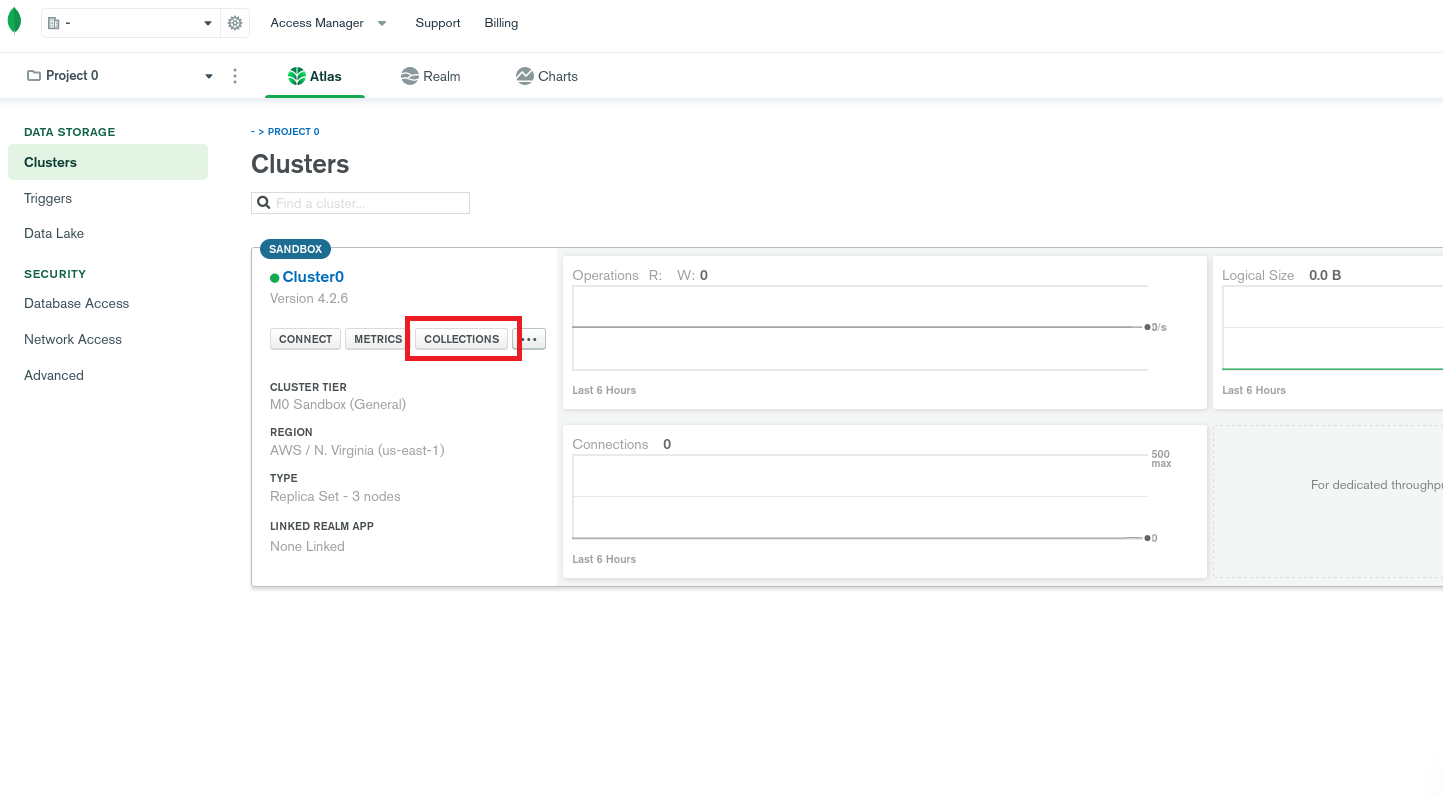 -
Access Manager
Support
Billing
Project 0
Atlas
Realm
Charts
DATA STORAGE
Clusters
Triggers
Data Lake
SECURITY
Database Access
Network Access
Advanced
- > PROJECT 0
Clusters
Find a cluster...
SANDBOX
Cluster0
Version 4.2.6
CONNECT
METRICS
COLLECTIONS
...
CLUSTER TIER
M0 Sandbox (General)
REGION
AWS / N. Virginia (us-east-1)
TYPE
Replica Set - 3 nodes
LINKED REALM APP
None Linked
Operations R: W: 0
0/s
Last 6 Hours
Logical Size 0.0 B
Last 6 Hours
Connections 0
500
max
0
Last 6 Hours
For dedicated